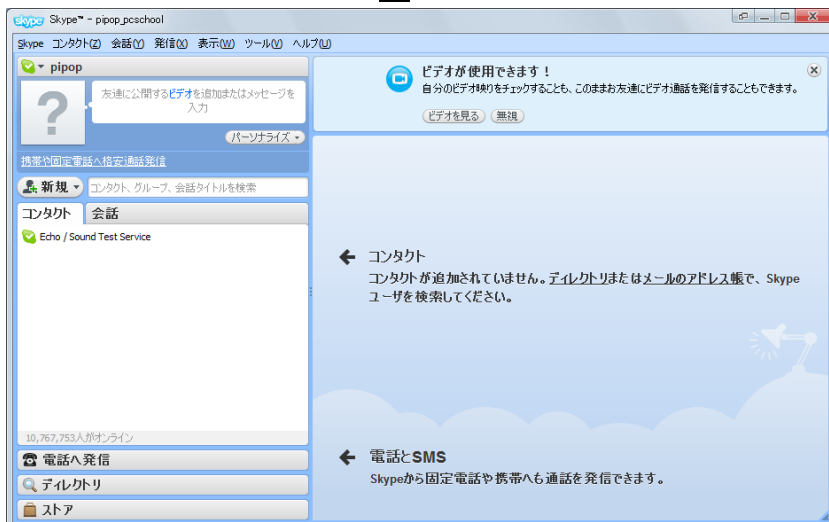 Skype™ - pipop_pcschool
Skype コンタクト(Z) 会話(Y) 発信(X) 表示(W) ツール(V) ヘルプ(U)
pipop
友達に公開するビデオを追加またはメッセージを
入力
パーソナライズ
携帯や固定電話へ格安通話発信
新規 コンタクト、グループ、会話タイトルを検索
コンタクト 会話
Echo / Sound Test Service
10,767,753人がオンライン
電話へ発信
ディレクトリ
ストア
ビデオが使用できます！
自分のビデオ映りをチェックすることも、このままお友達にビデオ通話を発信することもできます。
ビデオを見る 無視
コンタクト
コンタクトが追加されていません。ディレクトリまたはメールのアドレス帳で、Skype
ユーザを検索してください。
電話とSMS
Skypeから固定電話や携帯へも通話を発信できます。